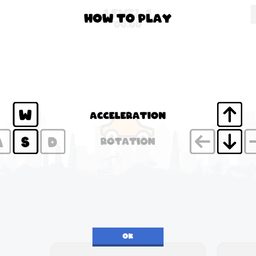 HOW TO PLAY
W ACCELERATION ↑
A S D ROTATION ← ↓ →
OK